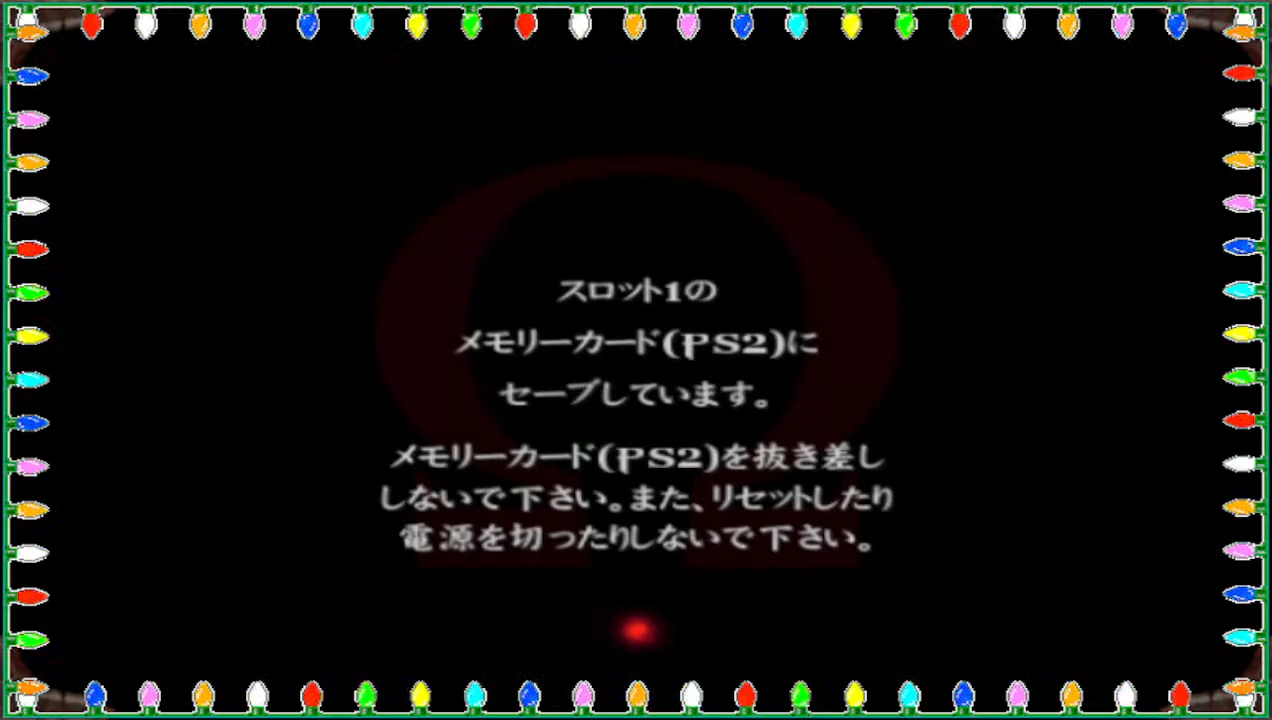 スロット1の
メモリーカード(PS2)に
セーブしています。
メモリーカード(PS2)を抜き差し
しないで下さい。また、リセットしたり
電源を切ったりしないで下さい。